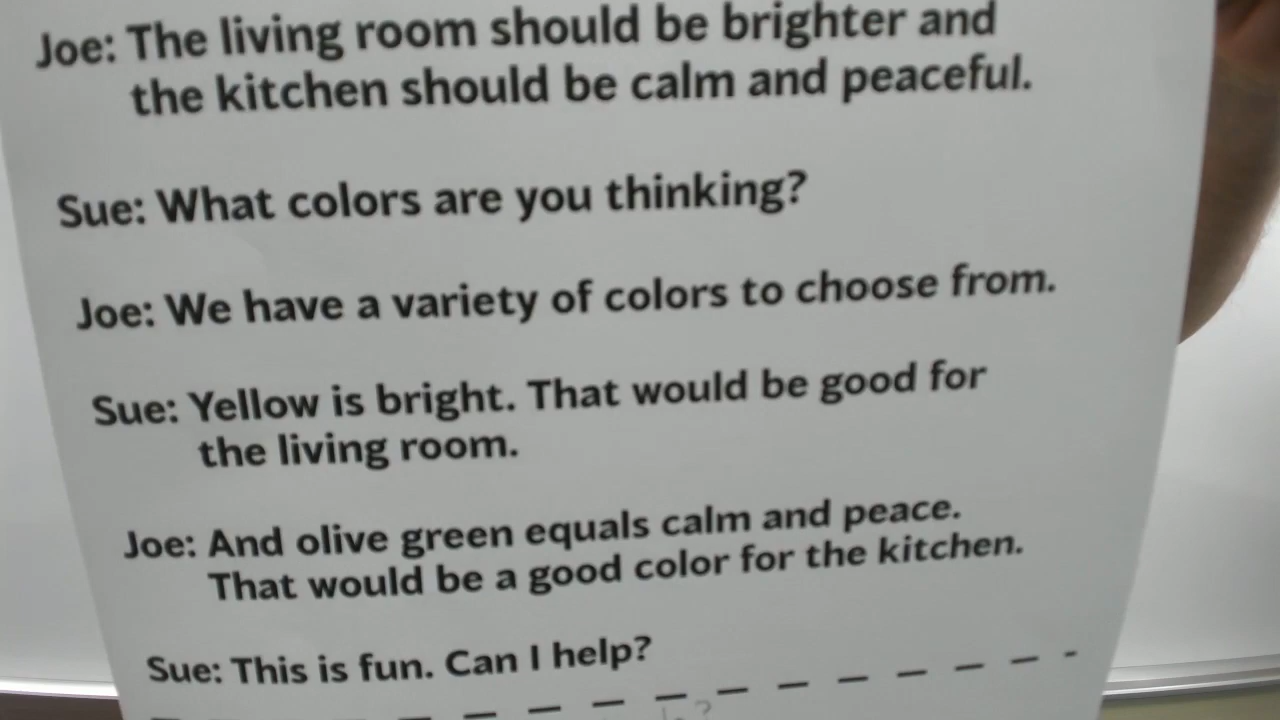 Joe: The living room should be brighter and
the kitchen should be calm and peaceful.
Sue: What colors are you thinking?
Joe: We have a variety of colors to choose from.
Sue: Yellow is bright. That would be good for
the living room.
Joe: And olive green equals calm and peace.
That would be a good color for the kitchen.
Sue: This is fun. Can I help?